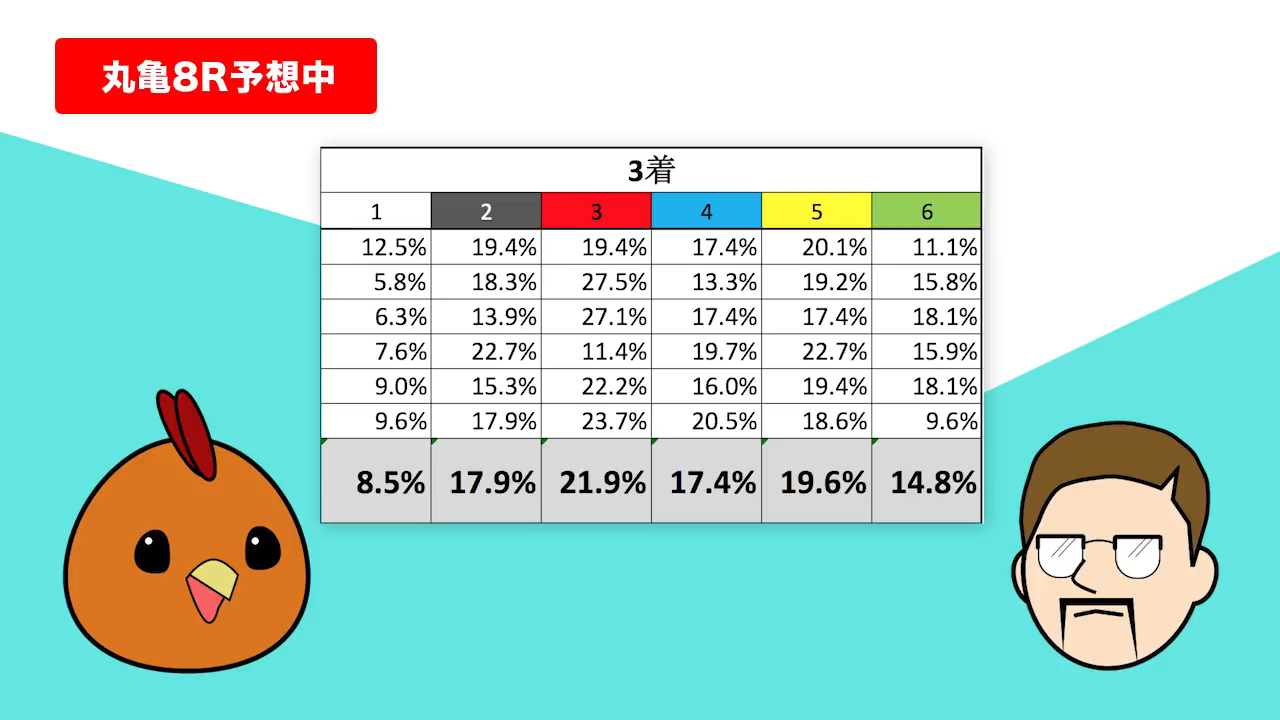 丸亀8R予想中
3着
1 2 3 4 5 6
12.5% 19.4% 19.4% 17.4% 20.1% 11.1%
5.8% 18.3% 27.5% 13.3% 19.2% 15.8%
6.3% 13.9% 27.1% 17.4% 17.4% 18.1%
7.6% 22.7% 11.4% 19.7% 22.7% 15.9%
9.0% 15.3% 22.2% 16.0% 19.4% 18.1%
9.6% 17.9% 23.7% 20.5% 18.6% 9.6%
8.5% 17.9% 21.9% 17.4% 19.6% 14.8%